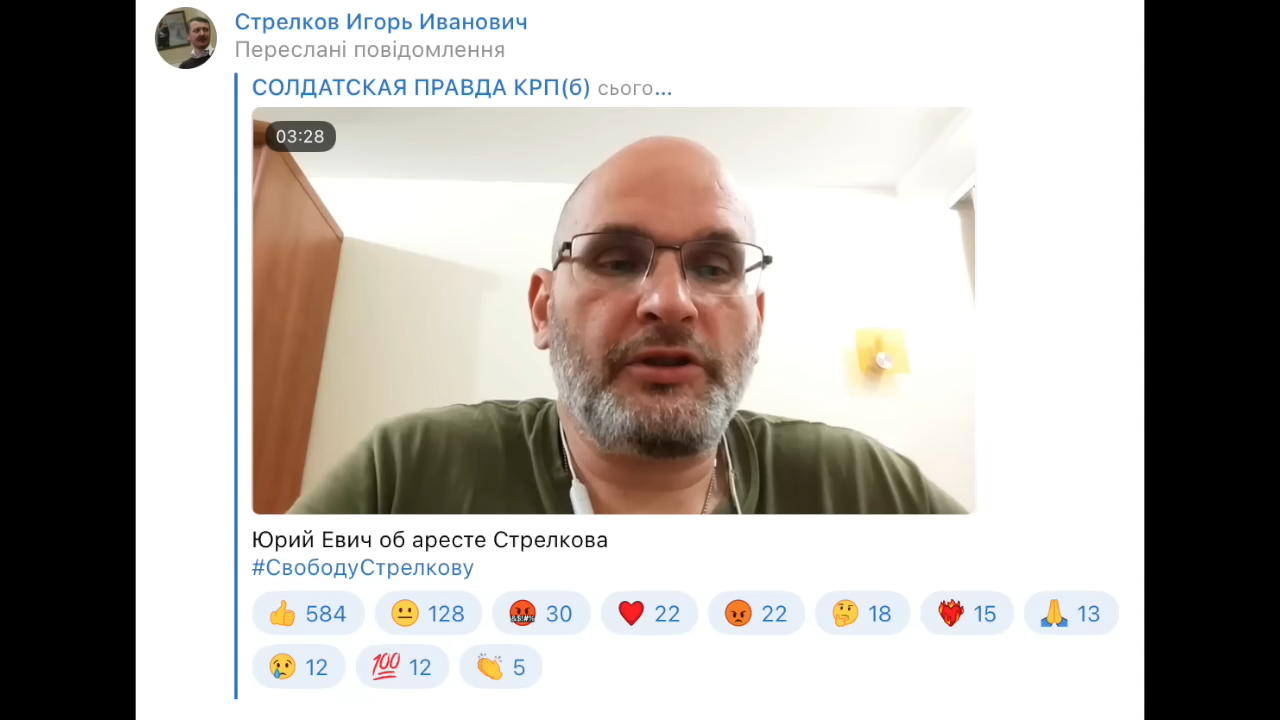 Стрелков Игорь Иванович
Переслані повідомлення
СОЛДАТСКАЯ ПРАВДА КРП(б) сього...
03:28
Юрий Евич об аресте Стрелкова
#СвободуСтрелкову
584 128 30 22 22 18 15 13
12 100 12 5